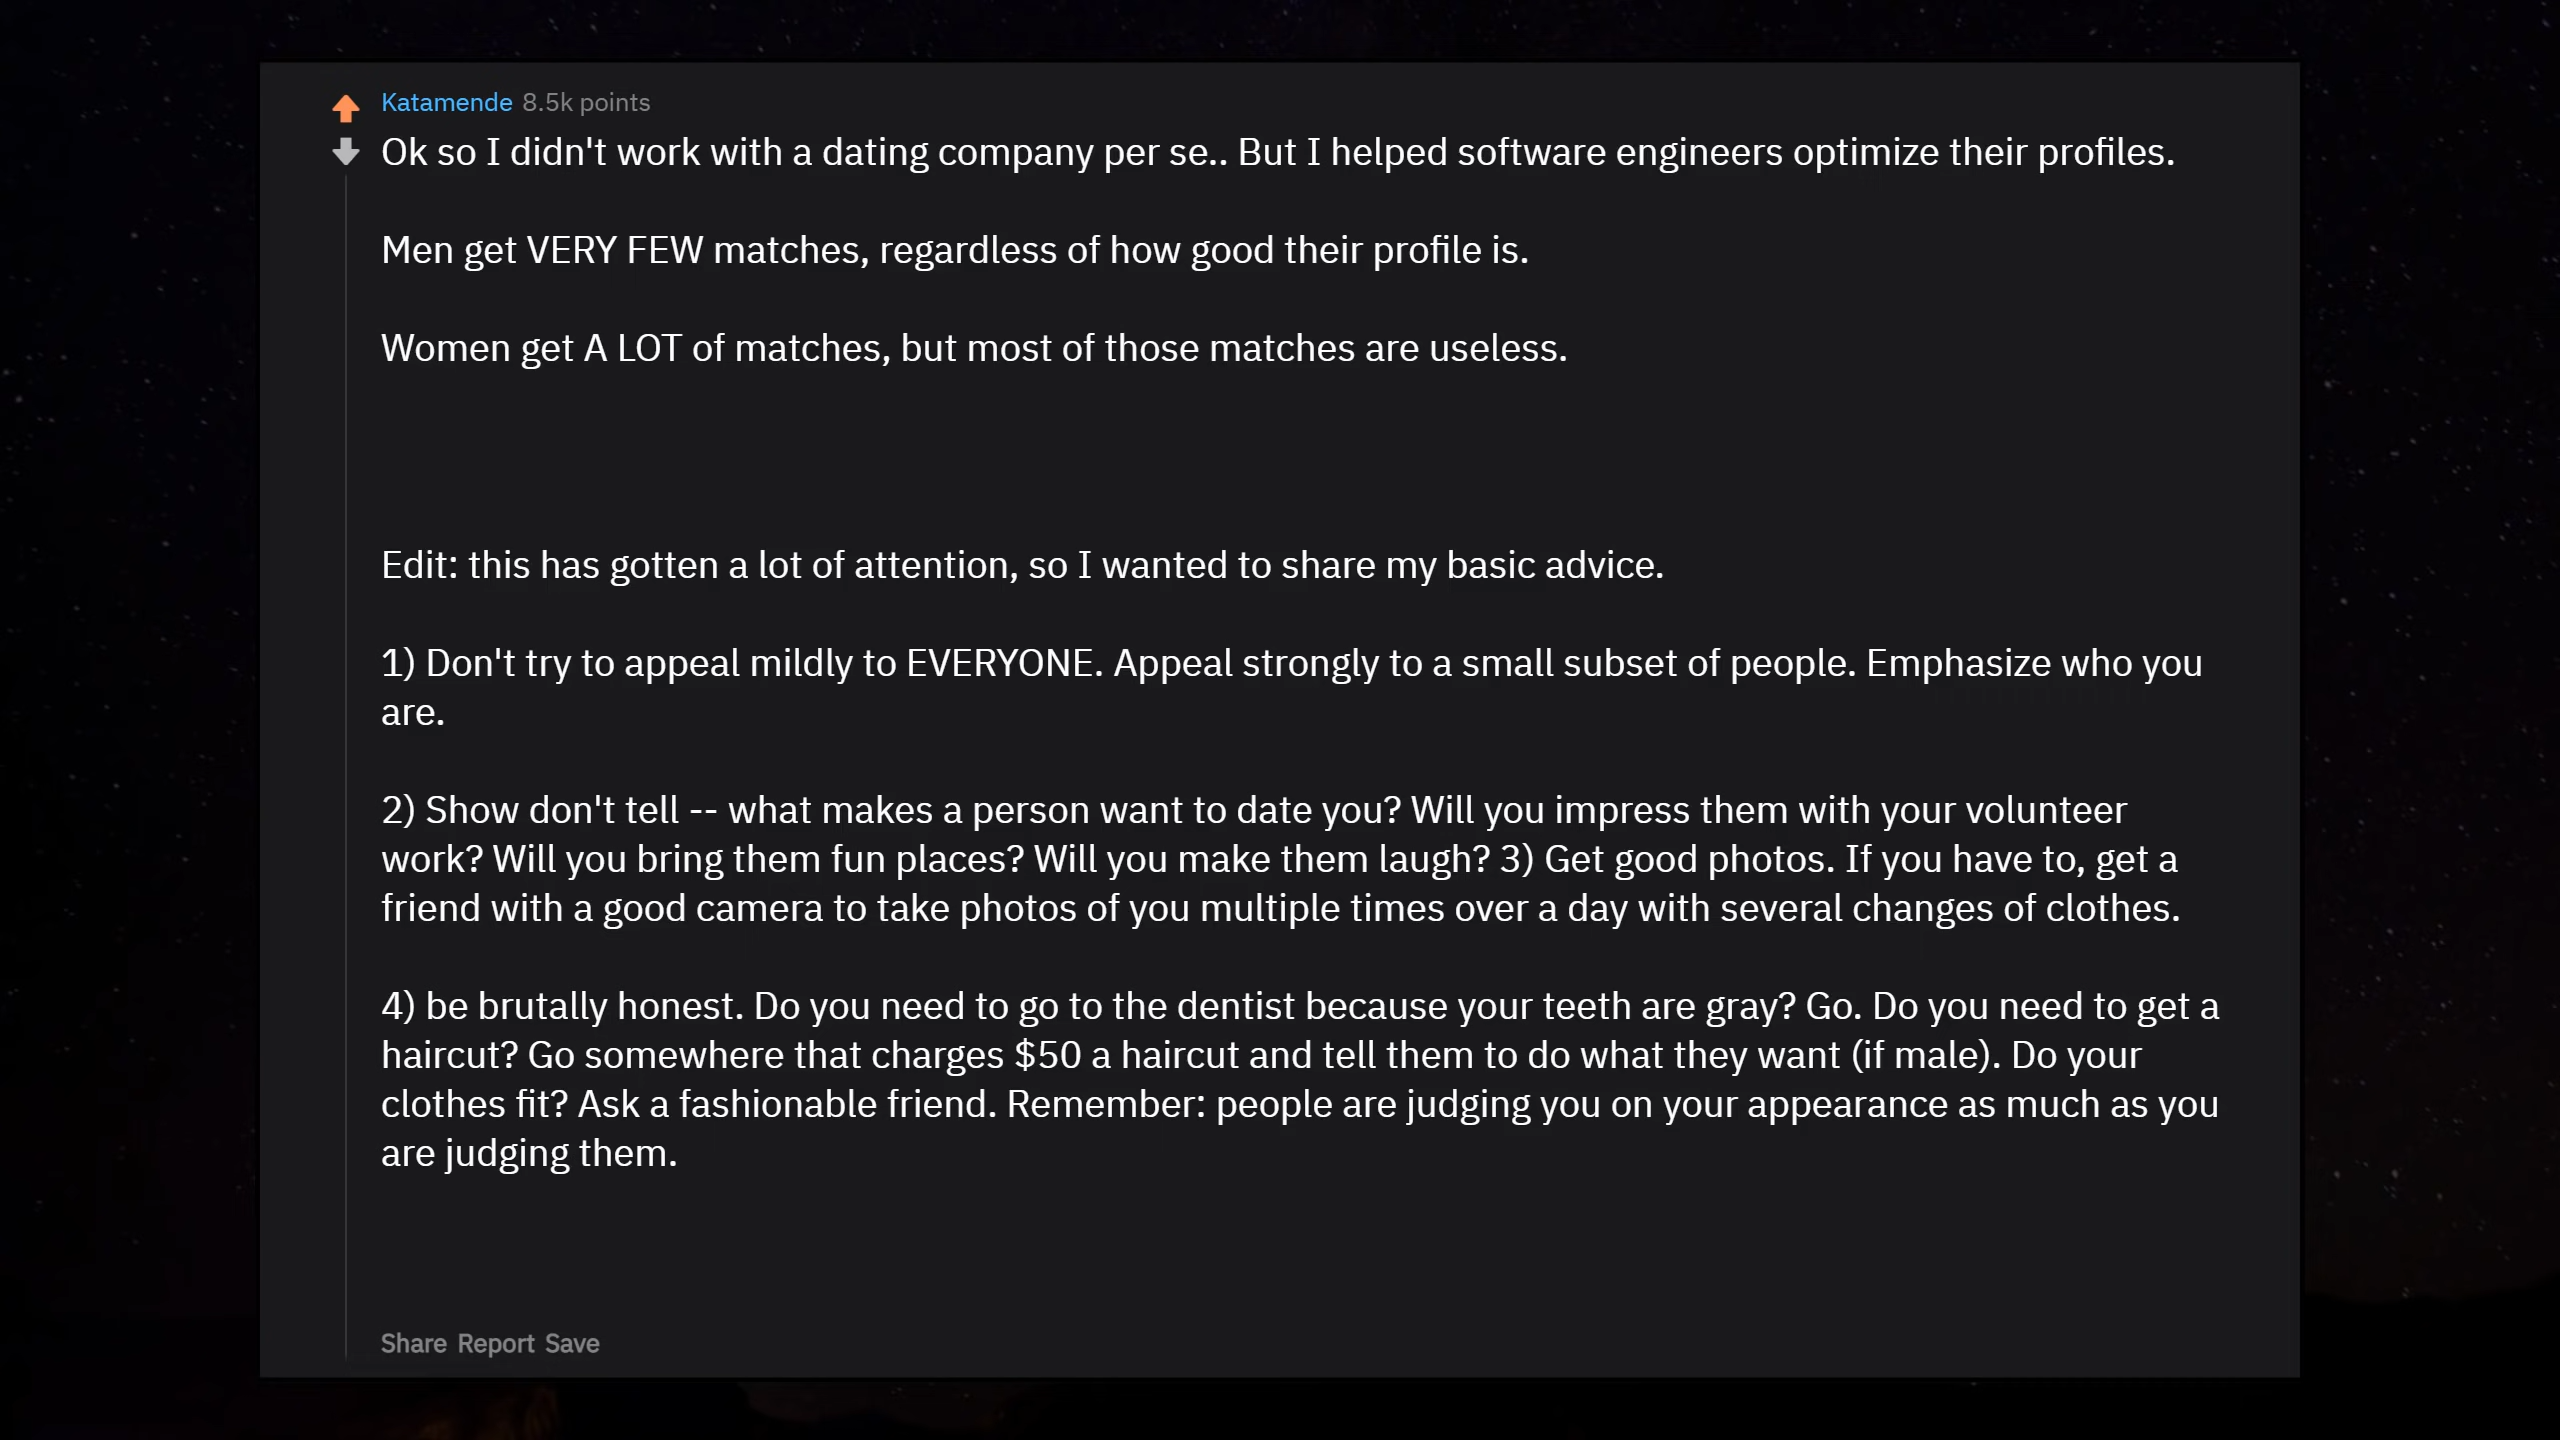 Katamende 8.5k points
Ok so I didn't work with a dating company per se.. But I helped software engineers optimize their profiles.
Men get VERY FEW matches, regardless of how good their profile is.
Women get A LOT of matches, but most of those matches are useless.
Edit: this has gotten a lot of attention, so I wanted to share my basic advice.
1) Don't try to appeal mildly to EVERYONE. Appeal strongly to a small subset of people. Emphasize who you
are.
2) Show don't tell -- what makes a person want to date you? Will you impress them with your volunteer
work? Will you bring them fun places? Will you make them laugh? 3) Get good photos. If you have to, get a
friend with a good camera to take photos of you multiple times over a day with several changes of clothes.
4) be brutally honest. Do you need to go to the dentist because your teeth are gray? Go. Do you need to get a
haircut? Go somewhere that charges $50 a haircut and tell them to do what they want (if male). Do your
clothes fit? Ask a fashionable friend. Remember: people are judging you on your appearance as much as you
are judging them.
Share Report Save